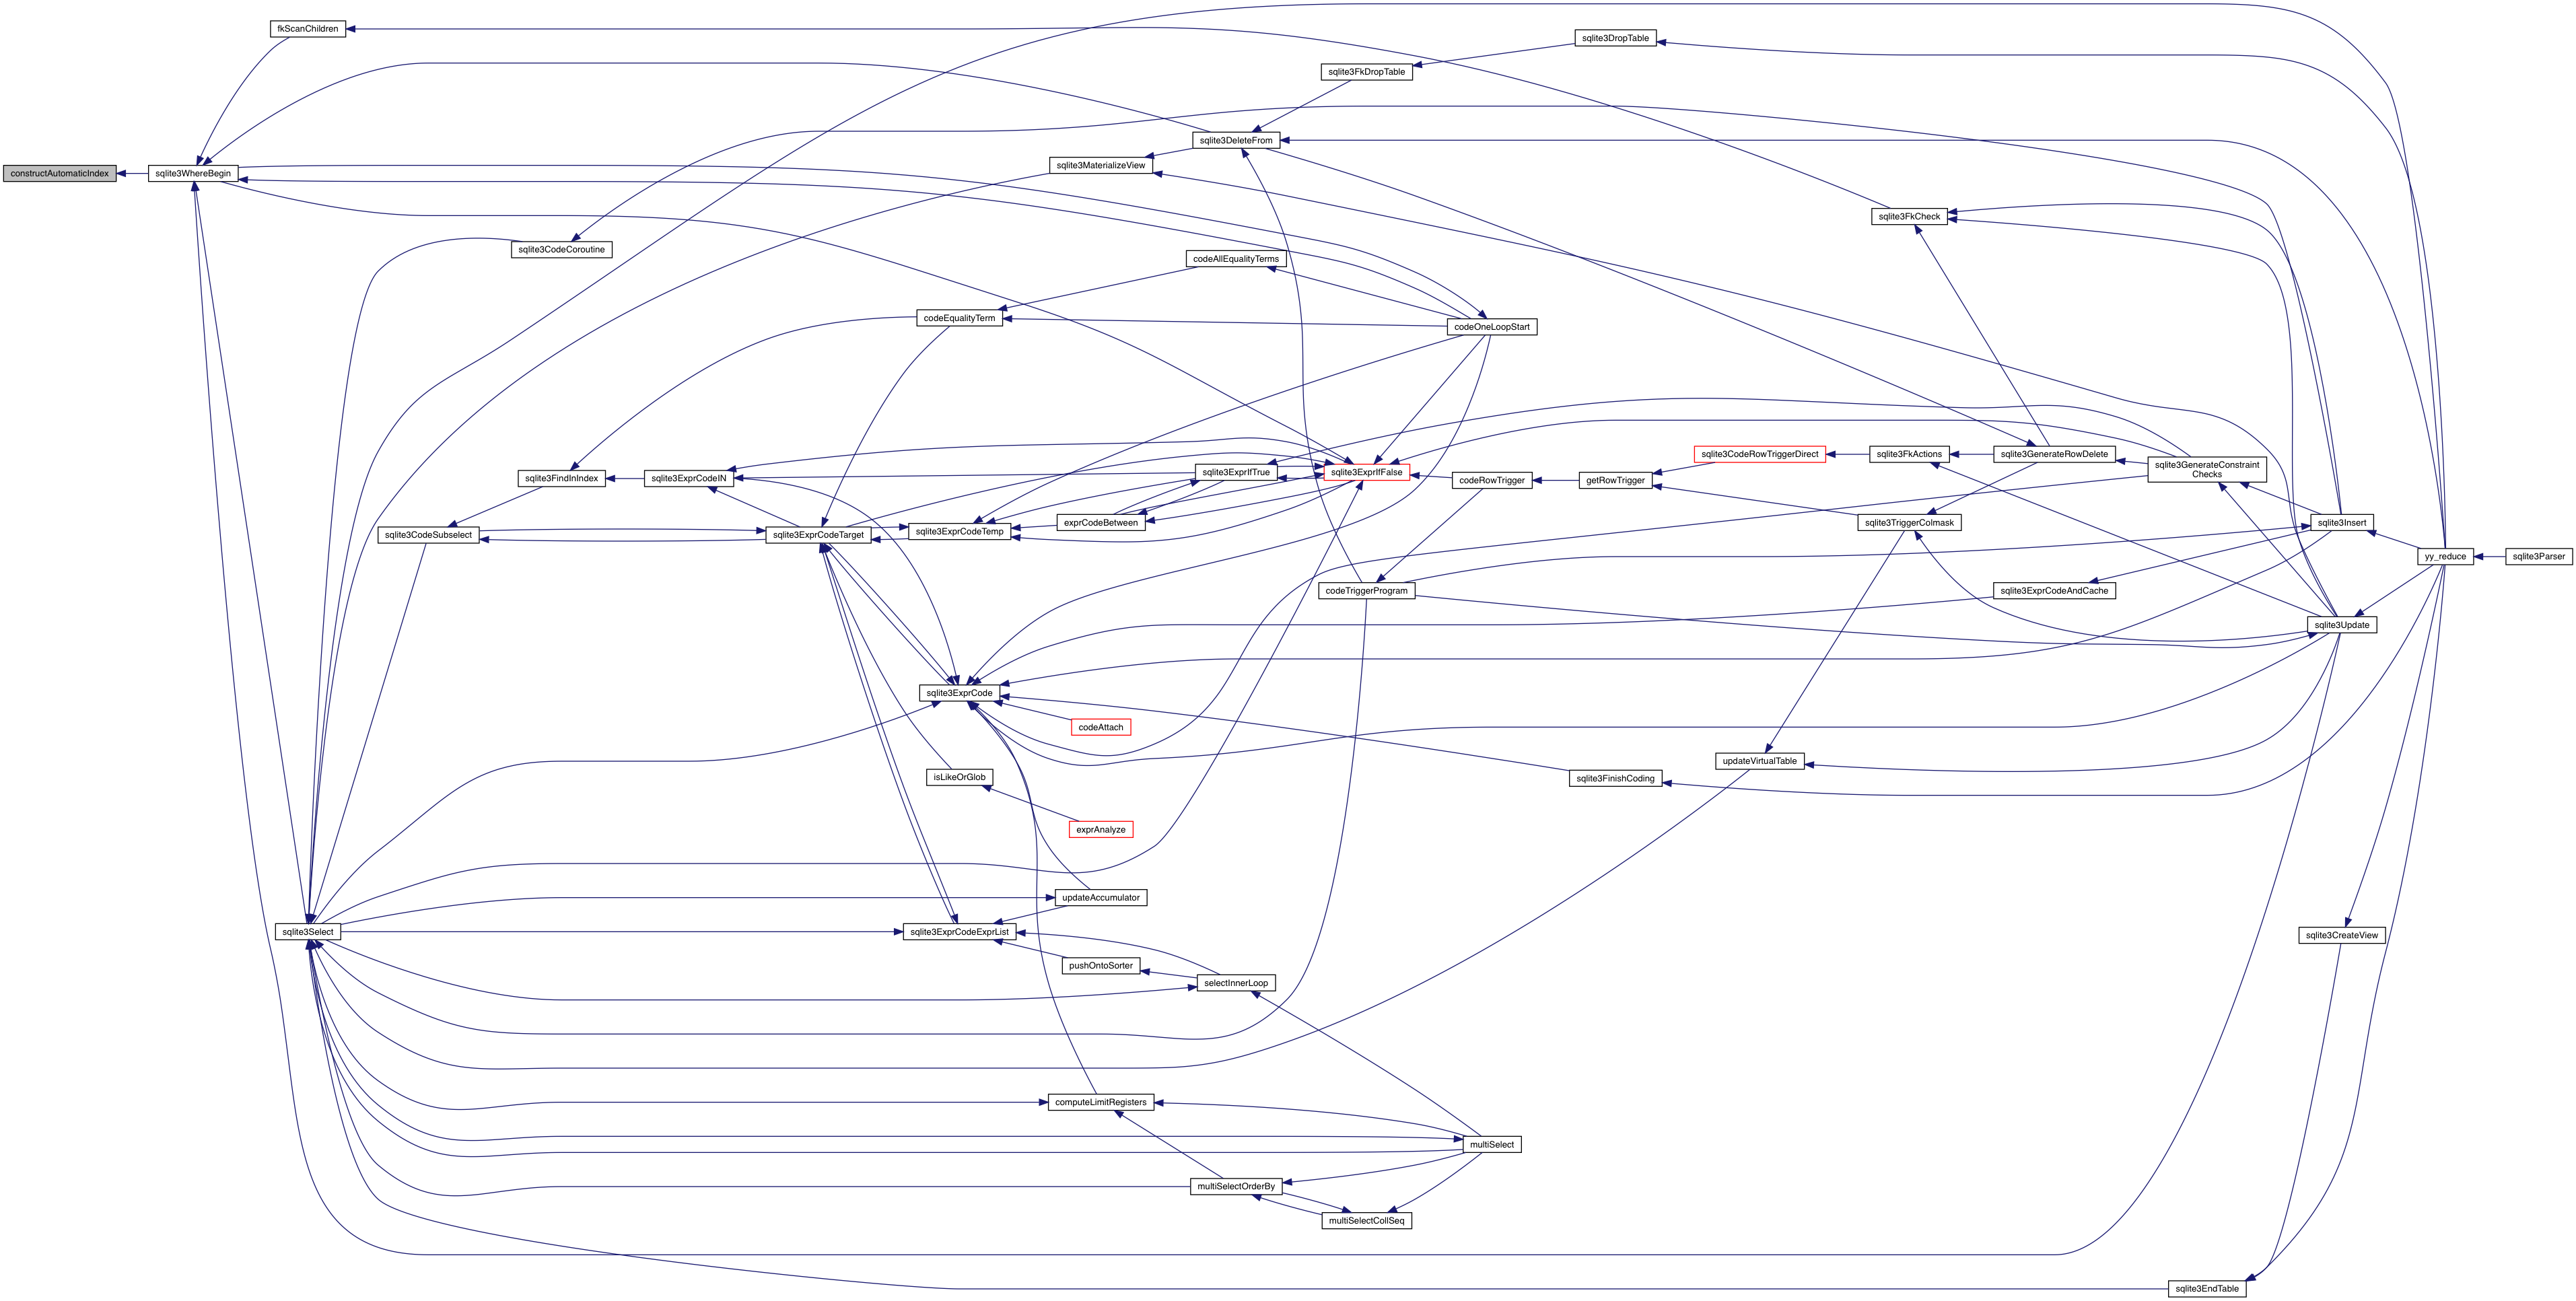 fkScanChildren
sqlite3DropTable
sqlite3FkDropTable
sqlite3DeleteFrom
sqlite3MaterializeView
constructAutomaticIndex
sqlite3WhereBegin
sqlite3FkCheck
sqlite3CodeCoroutine
codeAllEqualityTerms
codeEqualityTerm
codeOneLoopStart
sqlite3CodeRowTriggerDirect
sqlite3FkActions
sqlite3GenerateRowDelete
sqlite3GenerateConstraint
Checks
sqlite3FindInIndex
sqlite3ExprCodeIN
sqlite3ExprIfTrue
sqlite3ExprIfFalse
codeRowTrigger
getRowTrigger
exprCodeBetween
sqlite3TriggerColmask
sqlite3Insert
sqlite3CodeSubselect
sqlite3ExprCodeTarget
sqlite3ExprCodeTemp
yy_reduce
sqlite3Parser
codeTriggerProgram
sqlite3ExprCodeAndCache
sqlite3Update
sqlite3ExprCode
codeAttach
updateVirtualTable
isLikeOrGlob
sqlite3FinishCoding
exprAnalyze
updateAccumulator
sqlite3Select
sqlite3ExprCodeExprList
sqlite3CreateView
pushOntoSorter
selectInnerLoop
computeLimitRegisters
multiSelect
multiSelectOrderBy
multiSelectCollSeq
sqlite3EndTable